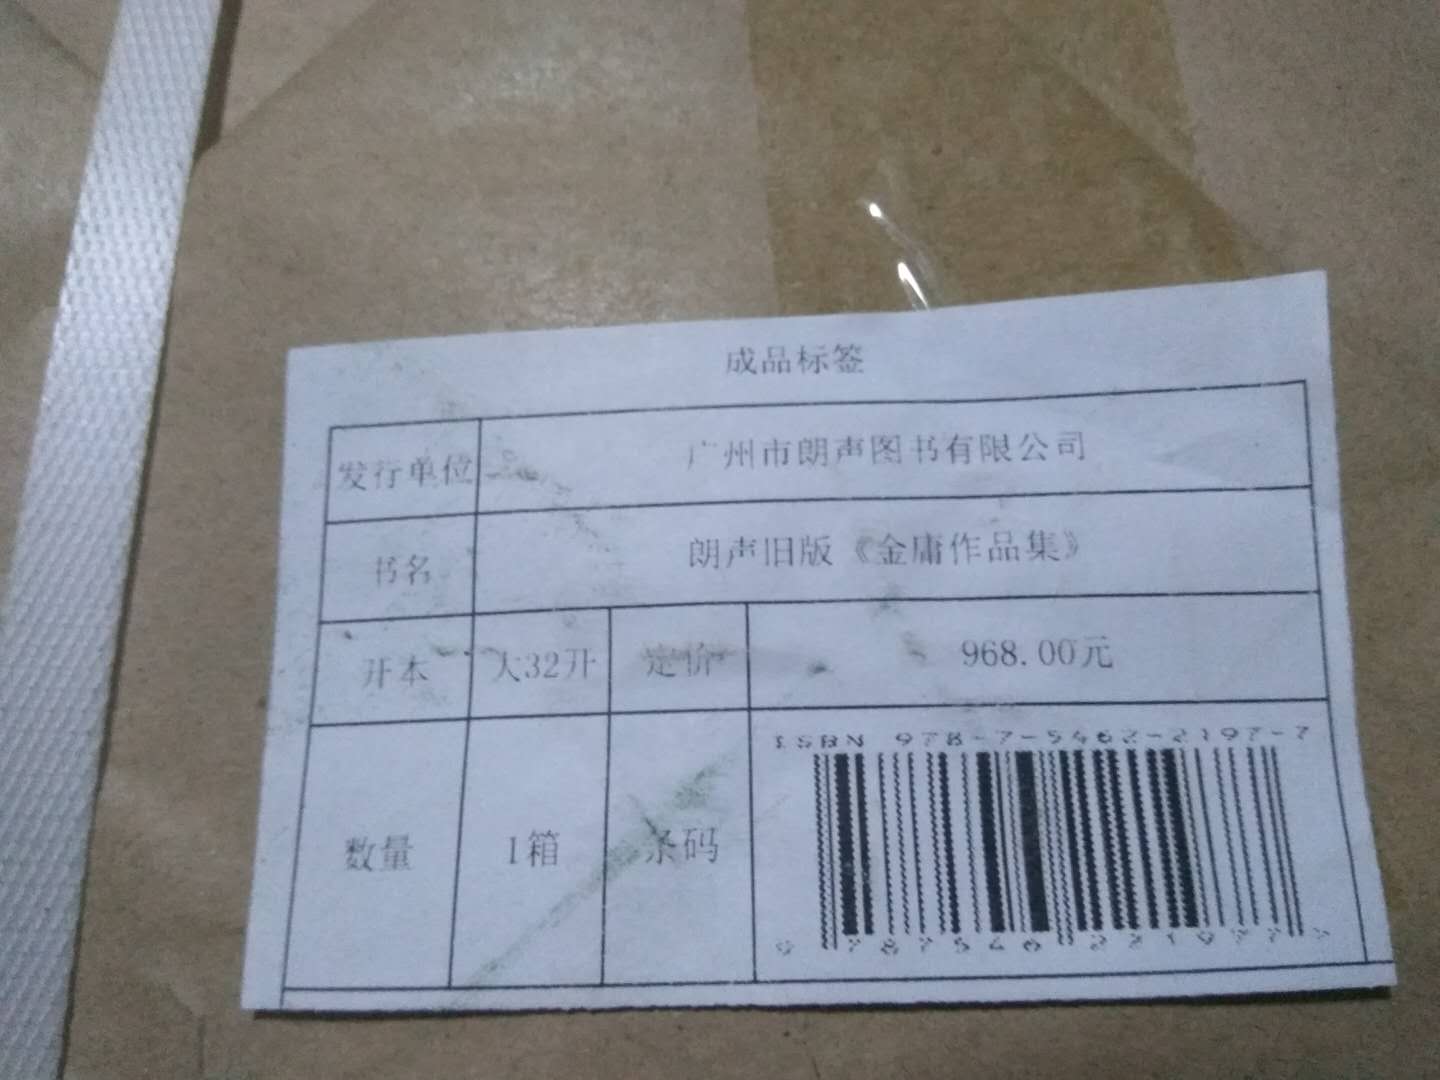 成品标签
发行单位 广州市朗声图书有限公司
书名 朗声旧版《金庸作品集》
开本 大32开 定价 968.00元
数量 1箱 条码
ISBN 978-7-5462-2197-7